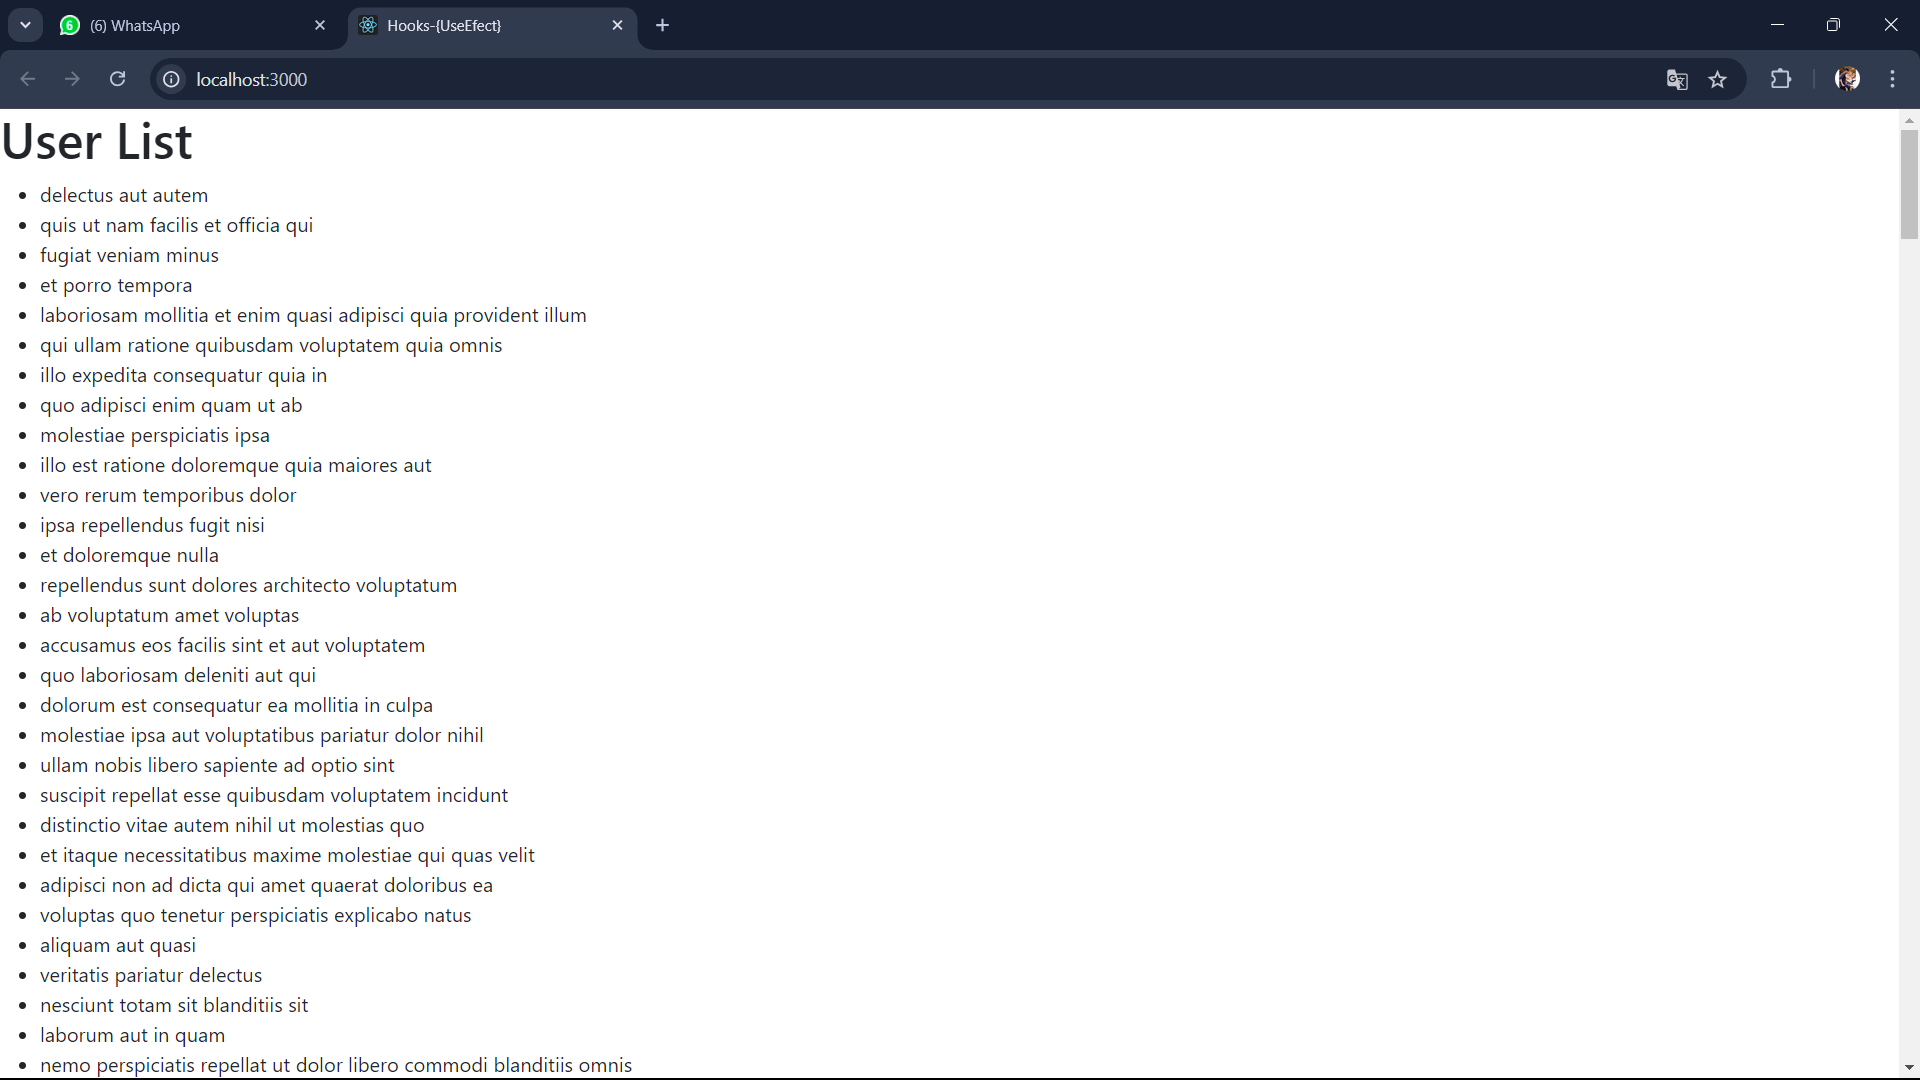 6 (6) WhatsApp
Hooks-{UseEfect}
localhost:3000
User List
delectus aut autem
quis ut nam facilis et officia qui
fugiat veniam minus
et porro tempora
laboriosam mollitia et enim quasi adipisci quia provident illum
qui ullam ratione quibusdam voluptatem quia omnis
illo expedita consequatur quia in
quo adipisci enim quam ut ab
molestiae perspiciatis ipsa
illo est ratione doloremque quia maiores aut
vero rerum temporibus dolor
ipsa repellendus fugit nisi
et doloremque nulla
repellendus sunt dolores architecto voluptatum
ab voluptatum amet voluptas
accusamus eos facilis sint et aut voluptatem
quo laboriosam deleniti aut qui
dolorum est consequatur ea mollitia in culpa
molestiae ipsa aut voluptatibus pariatur dolor nihil
ullam nobis libero sapiente ad optio sint
suscipit repellat esse quibusdam voluptatem incidunt
distinctio vitae autem nihil ut molestias quo
et itaque necessitatibus maxime molestiae qui quas velit
adipisci non ad dicta qui amet quaerat doloribus ea
voluptas quo tenetur perspiciatis explicabo natus
aliquam aut quasi
veritatis pariatur delectus
nesciunt totam sit blanditiis sit
laborum aut in quam
nemo perspiciatis repellat ut dolor libero commodi blanditiis omnis